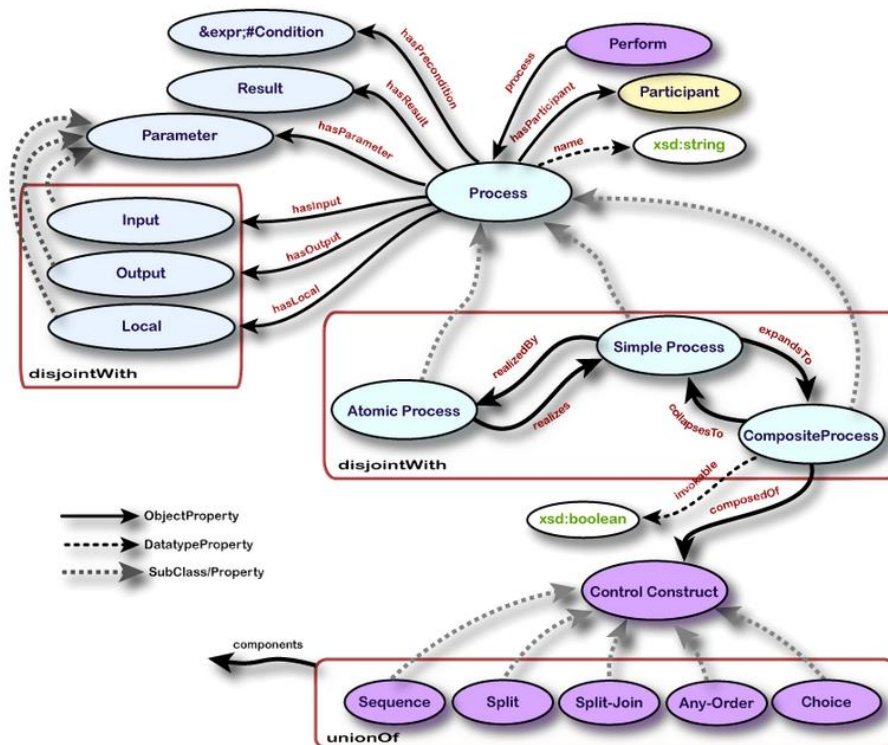 &expr;#Condition
hasPrecondition
process
Perform
Result
hasResult
hasParticipant
Participant
Parameter
hasParameter
name
xsd:string
Process
Input
hasInput
Output
hasOutput
Local
hasLocal
disjointWith
realizedBy
Simple Process
expandsTo
Atomic Process
realizes
collapsesTo
CompositeProcess
disjointWith
invokable
composedOf
ObjectProperty
xsd:boolean
DatatypeProperty
SubClass/Property
Control Construct
components
Sequence
Split
Split-Join
Any-Order
Choice
unionOf